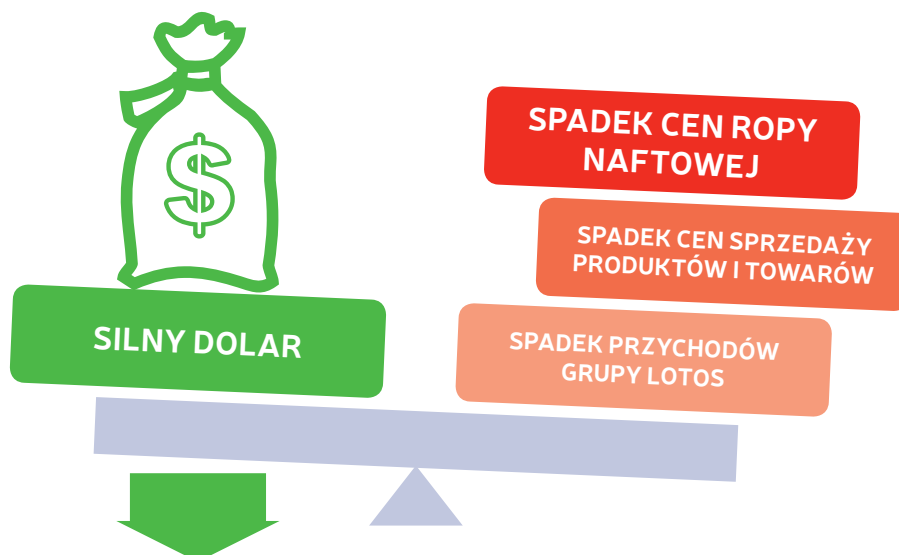 $
SILNY DOLAR
SPADEK CEN ROPY
NAFTOWEJ
SPADEK CEN SPRZEDAŻY
PRODUKTÓW I TOWARÓW
SPADEK PRZYCHODÓW
GRUPY LOTOS